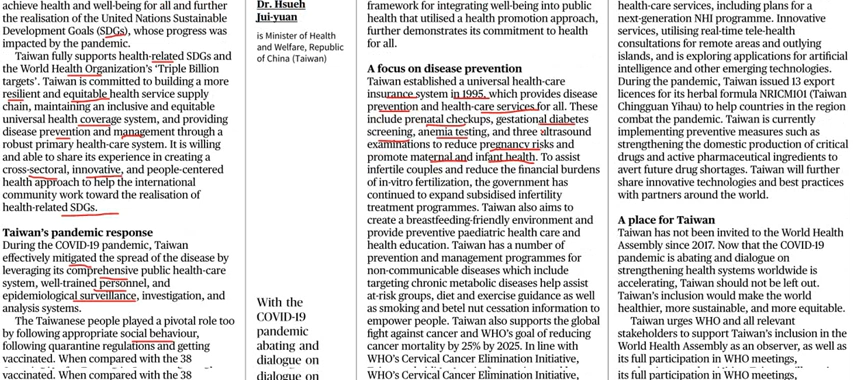 achieve health and well-being for all and further
the realisation of the United Nations Sustainable
Development Goals (SDGs), whose progress was
impacted by the pandemic.
Taiwan fully supports health-related SDGs and
the World Health Organization's 'Triple Billion
targets'. Taiwan is committed to building a more
resilient and equitable health service supply
chain, maintaining an inclusive and equitable
universal health coverage system, and providing
disease prevention and management through a
robust primary health-care system. It is willing
and able to share its experience in creating a
cross-sectoral, innovative, and people-centered
health approach to help the international
community work toward the realisation of
health-related SDGs.
Taiwan's pandemic response
During the COVID-19 pandemic, Taiwan
effectively mitigated the spread of the disease by
leveraging its comprehensive public health-care
system, well-trained personnel, and
epidemiological surveillance, investigation, and
analysis systems.
The Taiwanese people played a pivotal role too
by following appropriate social behaviour,
following quarantine regulations and getting
vaccinated. When compared with the 38
vaccinated. When compared with the 38
Dr. Hsueh
Jui-yuan
is Minister of Health
and Welfare, Republic
of China (Taiwan)
With the
COVID-19
pandemic
abating and
dialogue on
dialogue on
framework for integrating well-being into public
health that utilised a health promotion approach,
further demonstrates its commitment to health
for all.
A focus on disease prevention
Taiwan established a universal health-care
insurance system in 1995, which provides disease
prevention and health-care services for all. These
include prenatal checkups, gestational diabetes
screening, anemia testing, and three ultrasound
examinations to reduce pregnancy risks and
promote maternal and infant health. To assist
infertile couples and reduce the financial burdens
of in-vitro fertilization, the government has
continued to expand subsidised infertility
treatment programmes. Taiwan also aims to
create a breastfeeding-friendly environment and
provide preventive paediatric health care and
health education. Taiwan has a number of
prevention and management programmes for
non-communicable diseases which include
targeting chronic metabolic diseases help assist
at-risk groups, diet and exercise guidance as well
as smoking and betel nut cessation information to
empower people. Taiwan also supports the global
fight against cancer and WHO's goal of reducing
cancer mortality by 25% by 2025. In line with
WHO's Cervical Cancer Elimination Initiative,
WHO's Cervical Cancer Elimination Initiative,
health-care services, including plans for a
next-generation NHI programme. Innovative
services, utilising real-time tele-health
consultations for remote areas and outlying
islands, and is exploring applications for artificial
intelligence and other emerging technologies.
During the pandemic, Taiwan issued 13 export
licences for its herbal formula NRICM101 (Taiwan
Chingguan Yihau) to help countries in the region
combat the pandemic. Taiwan is currently
implementing preventive measures such as
strengthening the domestic production of critical
drugs and active pharmaceutical ingredients to
avert future drug shortages. Taiwan will further
share innovative technologies and best practices
with partners around the world.
A place for Taiwan
Taiwan has not been invited to the World Health
Assembly since 2017. Now that the COVID-19
pandemic is abating and dialogue on
strengthening health systems worldwide is
accelerating, Taiwan should not be left out.
Taiwan's inclusion would make the world
healthier, more sustainable, and more equitable.
Taiwan urges WHO and all relevant
stakeholders to support Taiwan's inclusion in the
World Health Assembly as an observer, as well as
its full participation in WHO meetings,
its full participation in WHO meetings,